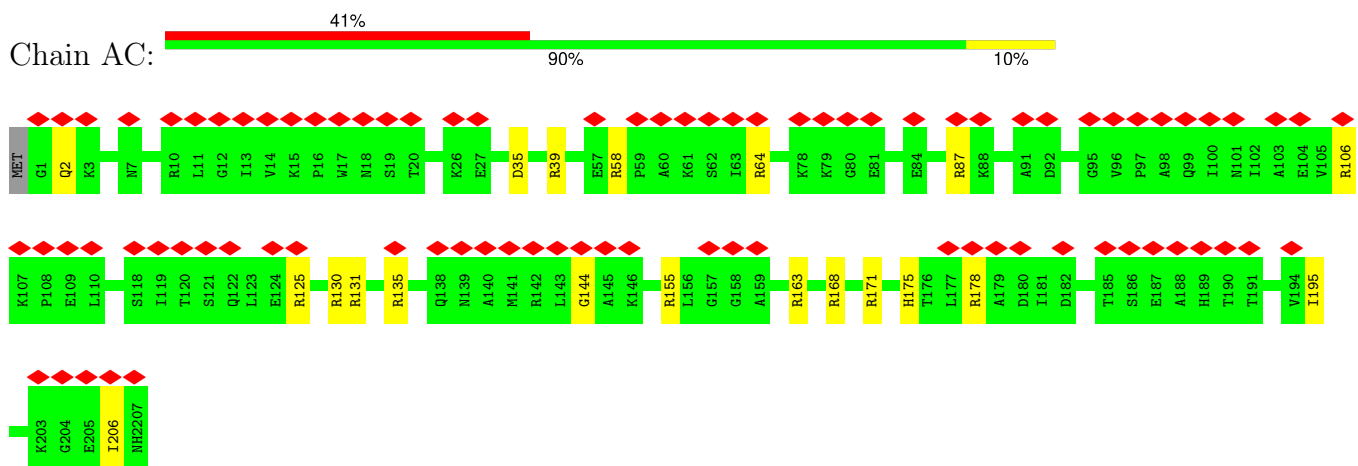 41%
Chain AC:
90% 10%
MET G1 Q2 K3 N7 R10 L11 G12 I13 V14 K15 P16 W17 N18 S19 T20 K26 E27 D35 R39 E57 R58 P59 A60 K61 S62 I63 R64 K78 K79 G80 E81 E84 R87 K88 A91 D92 G95 V96 P97 A98 Q99 I100 N101 I102 A103 E104 V105 R106
K107 P108 E109 L110 S118 I119 T120 S121 Q122 L123 E124 R125 R130 R131 R135 Q138 N139 A140 M141 R142 L143 G144 A145 K146 R155 L156 G157 G158 A159 R163 R168 R171 H175 T176 L177 R178 A179 D180 I181 D182 T185 S186 E187 A188 H189 T190 T191 V194 I195
K203 G204 E205 I206 NH2207